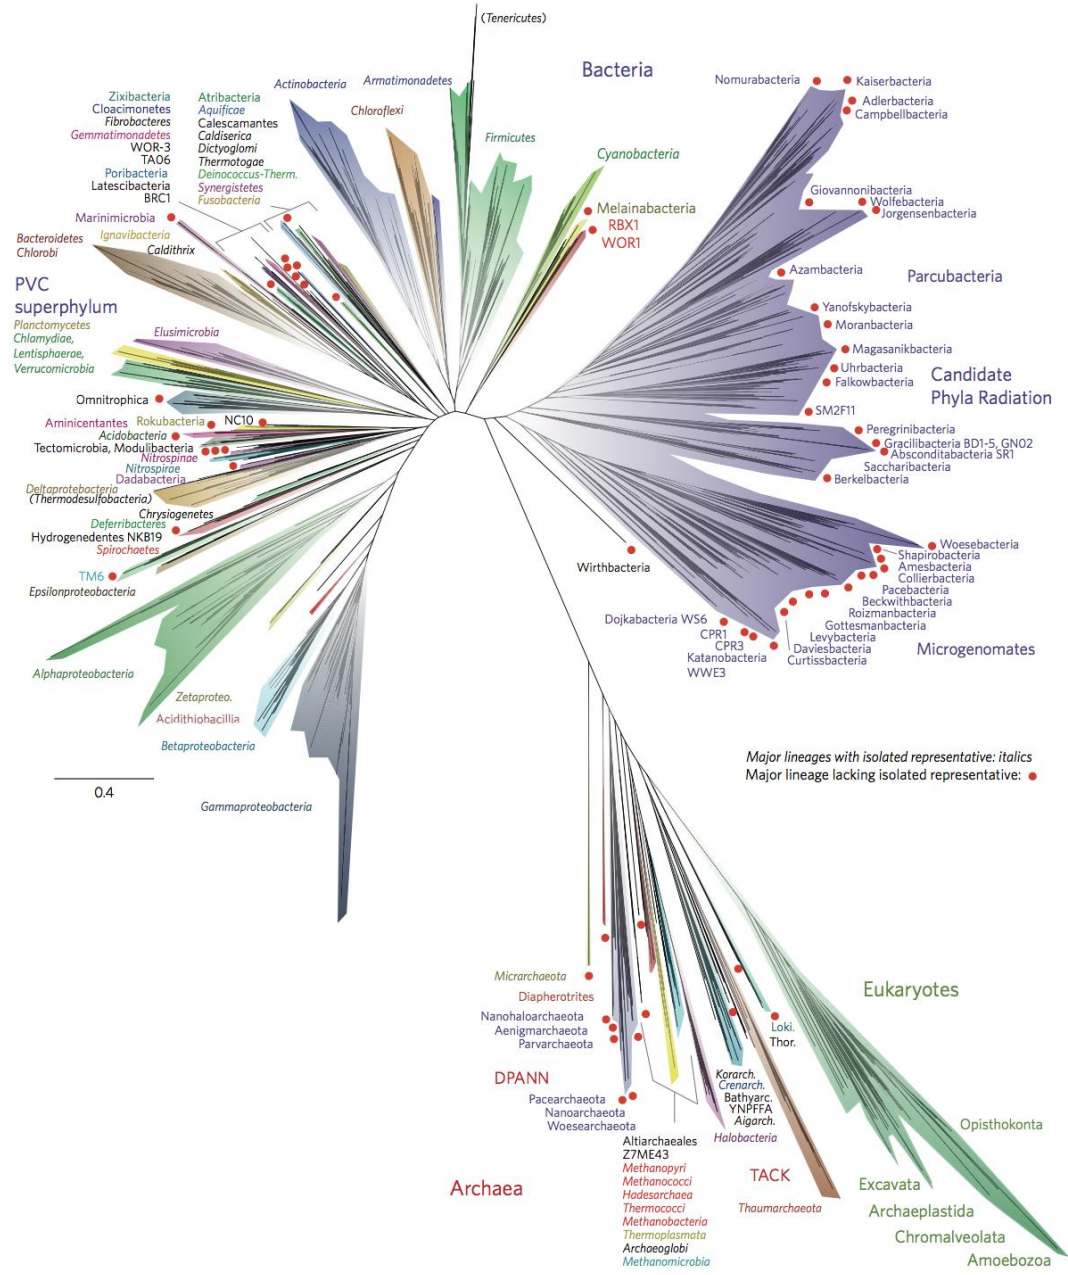 (Tenericutes)
Bacteria
Actinobacteria
Armatimonadetes
Chloroflexi
Firmicutes
Cyanobacteria
Melainabacteria
RBX1
WOR1
Zixibacteria
Cloacimonetes
Fibrobacteres
Gemmatimonadetes
WOR-3
TA06
Poribacteria
Latescibacteria
BRC1
Atribacteria
Aquificae
Calescamantes
Caldiserica
Dictyoglomi
Thermotogae
Deinococcus-Therm.
Synergistetes
Fusobacteria
Marinimicrobia
Ignavibacteria
Bacteroidetes
Chlorobi
Caldithrix
PVC
superphylum
Planctomycetes
Chlamydiae,
Lentisphaerae,
Verrucomicrobia
Elusimicrobia
Omnitrophica
Aminicentantes
Rokubacteria
NC10
Acidobacteria
Tectomicrobia, Modulibacteria
Nitrospinae
Nitrospirae
Dadabacteria
Deltaprotebacteria
(Thermodesulfobacteria)
Chrysiogenetes
Deferribacteres
Hydrogenedentes NKB19
Spirochaetes
TM6
Epsilonproteobacteria
Alphaproteobacteria
Zetaproteo.
Acidithiobacillia
Betaproteobacteria
Gammaproteobacteria
0.4
Nomurabacteria
Kaiserbacteria
Adlerbacteria
Campbellbacteria
Giovannonibacteria
Wolfebacteria
Jorgensenbacteria
Azambacteria
Parcubacteria
Yanofskybacteria
Moranbacteria
Magasanikbacteria
Uhrbacteria
Falkowbacteria
Candidate
Phyla Radiation
SM2F11
Peregrinibacteria
Gracilibacteria BD1-5, GN02
Absconditabacteria SR1
Saccharibacteria
Berkelbacteria
Woesebacteria
Shapirobacteria
Amesbacteria
Collierbacteria
Pacebacteria
Beckwithbacteria
Roizmanbacteria
Gottesmanbacteria
Levybacteria
Daviesbacteria
Curtissbacteria
Microgenomates
Wirthbacteria
Dojkabacteria WS6
CPR1
CPR3
Katanobacteria
WWE3
Major lineages with isolated representative: italics
Major lineage lacking isolated representative:
Micrarchaeota
Diapherotrites
Nanohaloarchaeota
Aenigmarchaeota
Parvarchaeota
DPANN
Pacearchaeota
Nanoarchaeota
Woesearchaeota
Altiarchaeales
Z7ME43
Methanopyri
Methanococci
Hadesarchaea
Thermococci
Methanobacteria
Thermoplasmata
Archaeoglobi
Methanomicrobia
Archaea
Halobacteria
Korarch.
Crenarch.
Bathyarc.
YNPFFA
Aigarch.
TACK
Thaumarchaeota
Loki.
Thor.
Eukaryotes
Opisthokonta
Excavata
Archaeplastida
Chromalveolata
Amoebozoa